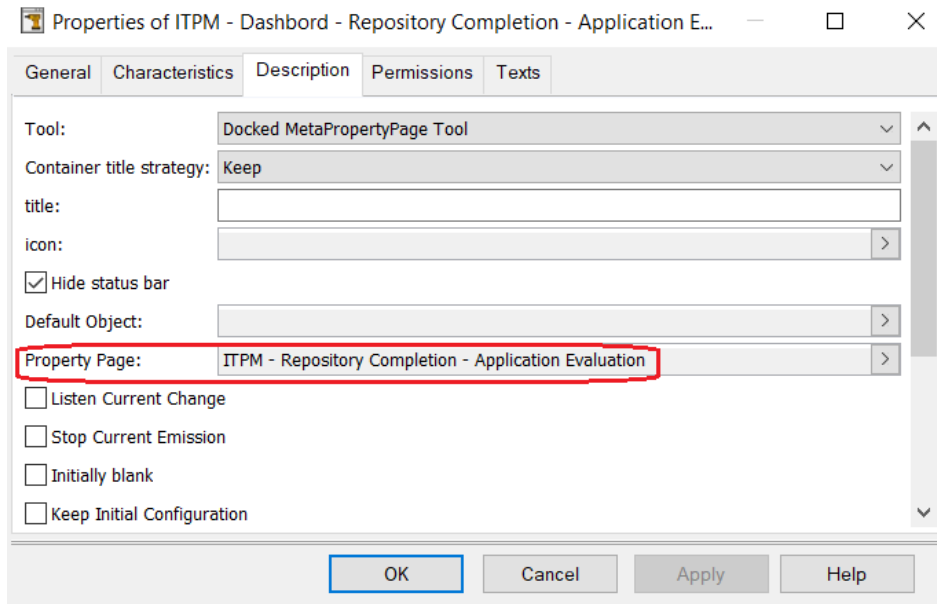 Properties of ITPM - Dashbord - Repository Completion - Application E...
General Characteristics Description Permissions Texts
Tool: Docked MetaPropertyPage Tool
Container title strategy: Keep
title:
icon:
Hide status bar
Default Object:
Property Page: ITPM - Repository Completion - Application Evaluation
Listen Current Change
Stop Current Emission
Initially blank
Keep Initial Configuration
OK Cancel Apply Help